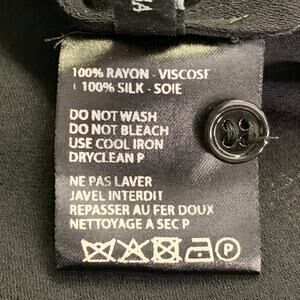 100% RAYON - VISCOSE
100% SILK - SOIE
DO NOT WASH
DO NOT BLEACH
USE COOL IRON
DRYCLEAN P
NE PAS LAVER
JAVEL INTERDIT
REPASSER AU FER DOUX
NETTOYAGE A SEC P
P